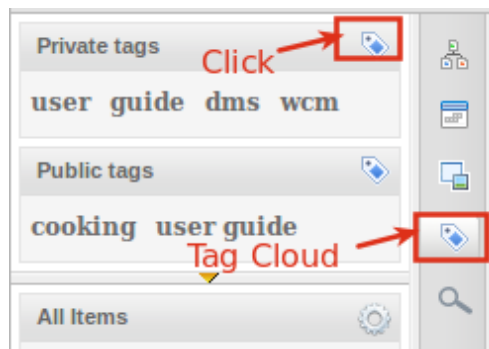 Private tags
Click
user guide dms wcm
Public tags
cooking user guide
Tag Cloud
All Items